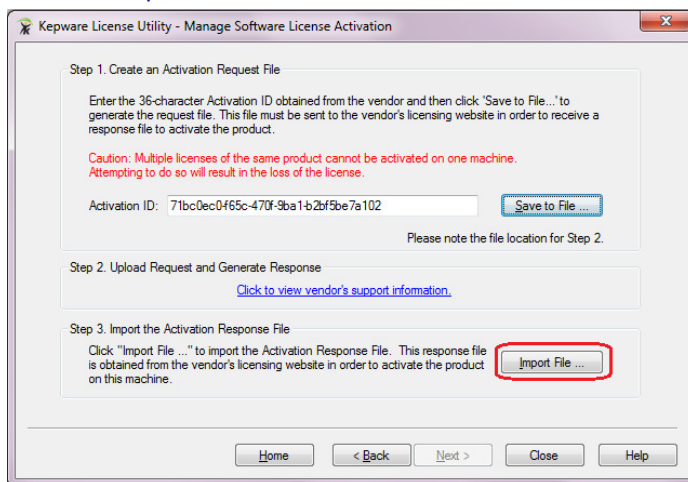 Kepware License Utility - Manage Software License Activation
Step 1. Create an Activation Request File
Enter the 36-character Activation ID obtained from the vendor and then click 'Save to File...' to
generate the request file. This file must be sent to the vendor's licensing website in order to receive a
response file to activate the product.
Caution: Multiple licenses of the same product cannot be activated on one machine.
Attempting to do so will result in the loss of the license.
Activation ID: 71bc0ec0-f65c-470f-9ba1-b2bf5be7a102 Save to File ...
Please note the file location for Step 2.
Step 2. Upload Request and Generate Response
Click to view vendor's support information.
Step 3. Import the Activation Response File
Click "Import File ..." to import the Activation Response File. This response file
is obtained from the vendor's licensing website in order to activate the product
on this machine.
Import File ...
Home < Back Next > Close Help